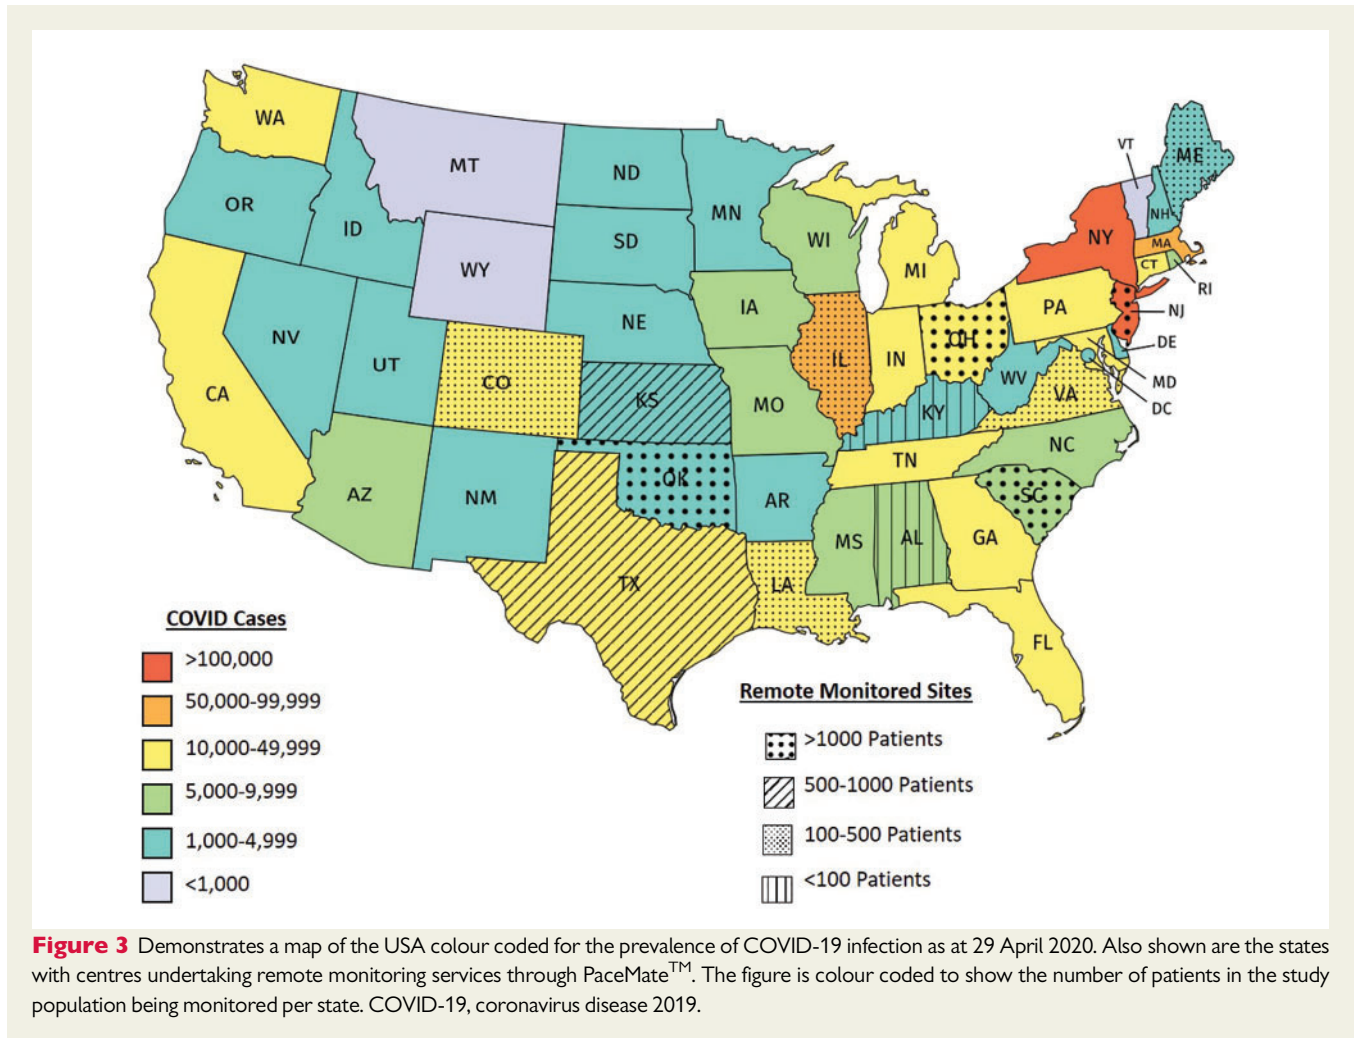 WA
MT
ND
MN
VT
ME
OR
ID
SD
WI
NH
NY
MA
WY
MI
CT
RI
IA
PA
NV
NE
NJ
UT
OH
DE
IL
IN
CO
WV
MD
CA
KS
MO
KY
VA
DC
NC
TN
AZ
NM
OK
AR
SC
MS
AL
GA
TX
LA
FL
COVID Cases
>100,000
50,000-99,999
10,000-49,999
5,000-9,999
1,000-4,999
<1,000
Remote Monitored Sites
>1000 Patients
500-1000 Patients
100-500 Patients
<100 Patients
Figure 3 Demonstrates a map of the USA colour coded for the prevalence of COVID-19 infection as at 29 April 2020. Also shown are the states
with centres undertaking remote monitoring services through PaceMate™. The figure is colour coded to show the number of patients in the study
population being monitored per state. COVID-19, coronavirus disease 2019.